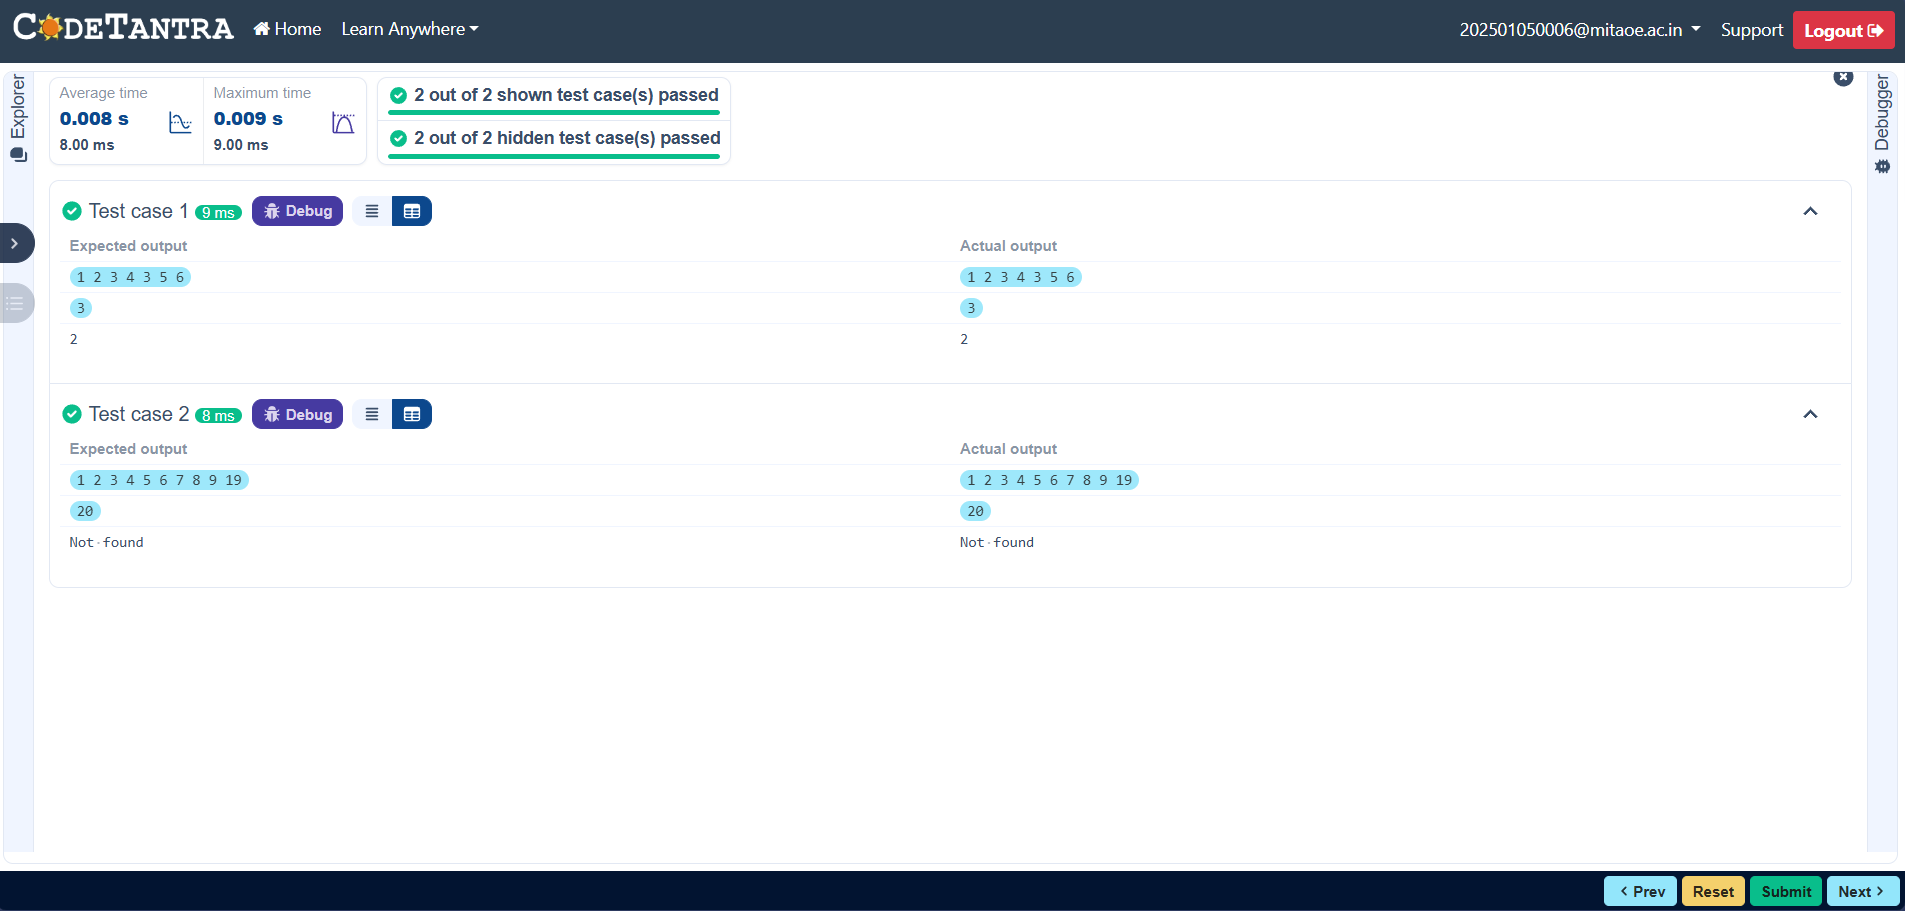 CODETANTRA Home Learn Anywhere 202501050006@mitaoe.ac.in Support Logout
Explorer
Debugger
Average time
0.008 s
8.00 ms
Maximum time
0.009 s
9.00 ms
2 out of 2 shown test case(s) passed
2 out of 2 hidden test case(s) passed
Test case 1 9 ms Debug
Expected output Actual output
1 2 3 4 3 5 6 1 2 3 4 3 5 6
3 3
2 2
Test case 2 8 ms Debug
Expected output Actual output
1 2 3 4 5 6 7 8 9 19 1 2 3 4 5 6 7 8 9 19
20 20
Not·found Not·found
Prev Reset Submit Next